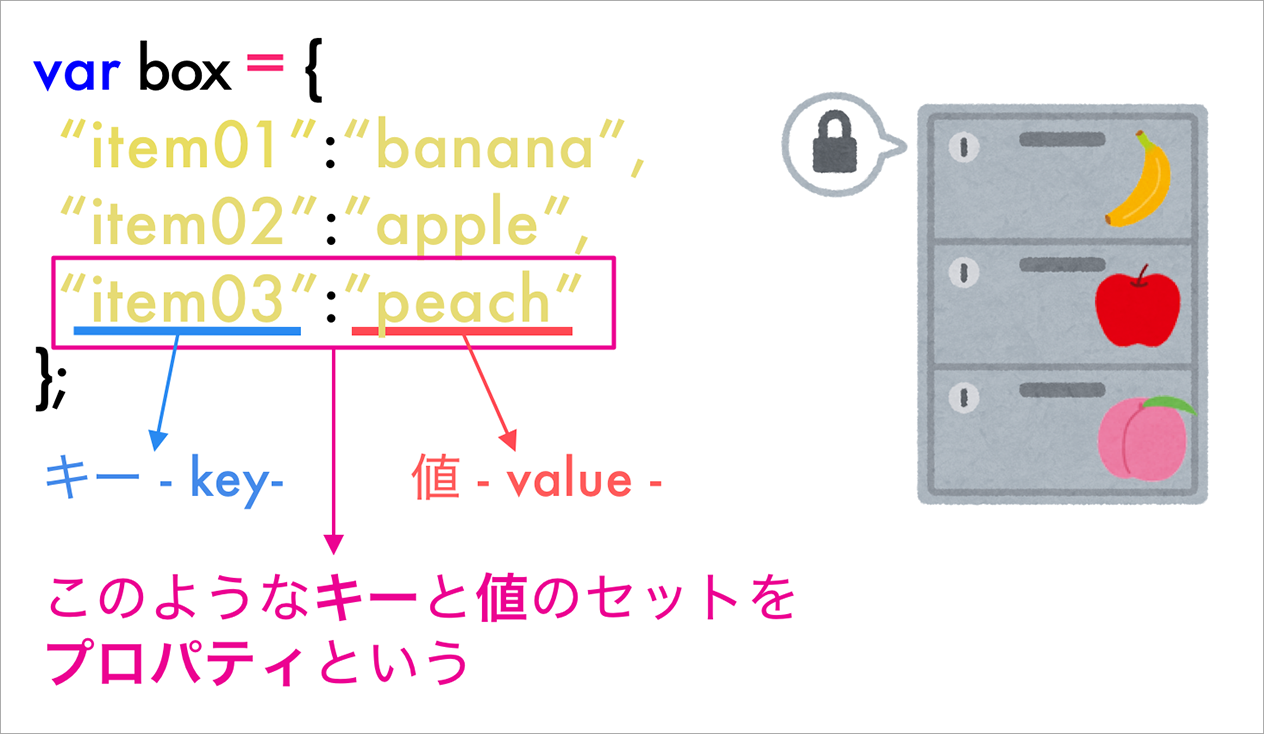 var box = {
“item01”:“banana”,
“item02”:“apple”,
“item03”:“peach”
};
キー - key-
値 - value -
このようなキーと値のセットを
プロパティという